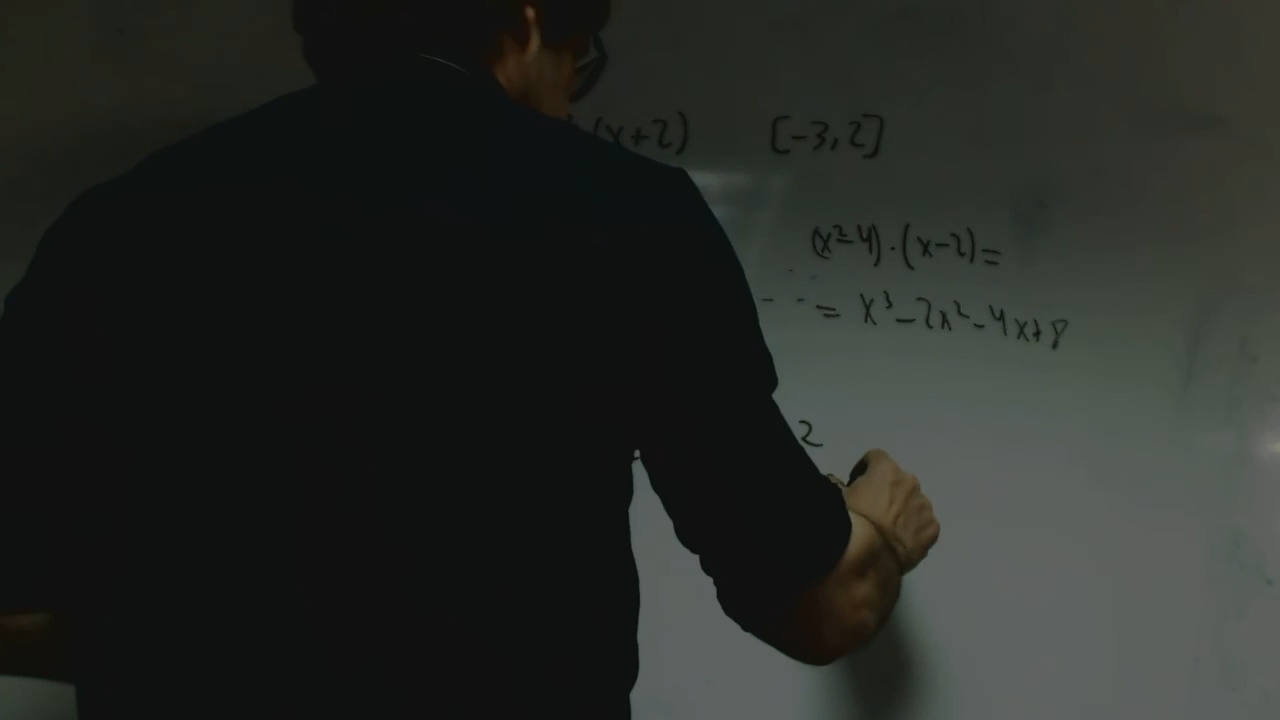 (x+2) [-3,2]
(x²-4)·(x-2)=
= x³-2x²-4x+8
2